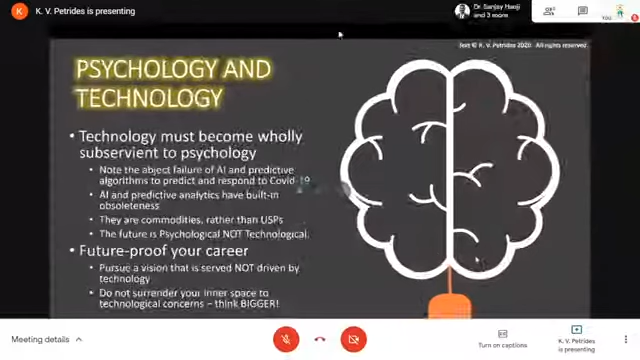 K
K. V. Petrides is presenting
Dr. Sanjay Haoji
and 3 more
YOU
Text © K. V. Petrides 2020 All rights reserved.
PSYCHOLOGY AND
TECHNOLOGY
• Technology must become wholly
subservient to psychology
• Note the abject failure of AI and predictive
algorithms to predict and respond to Covid-19
• AI and predictive analytics have built-in
obsoleteness
• They are commodities, rather than USPs
• The future is Psychological NOT Technological
• Future-proof your career
• Pursue a vision that is served NOT driven by
technology
• Do not surrender your inner space to
technological concerns – think BIGGER!
Meeting details
Turn on captions
K. V. Petrides
is presenting